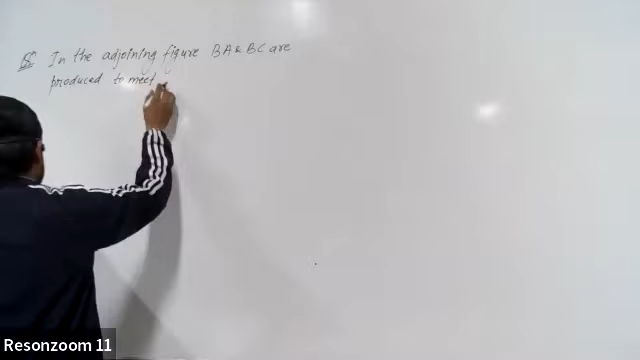 Q. In the adjoining figure BA & BC are
produced to meet
Resonzoom 11